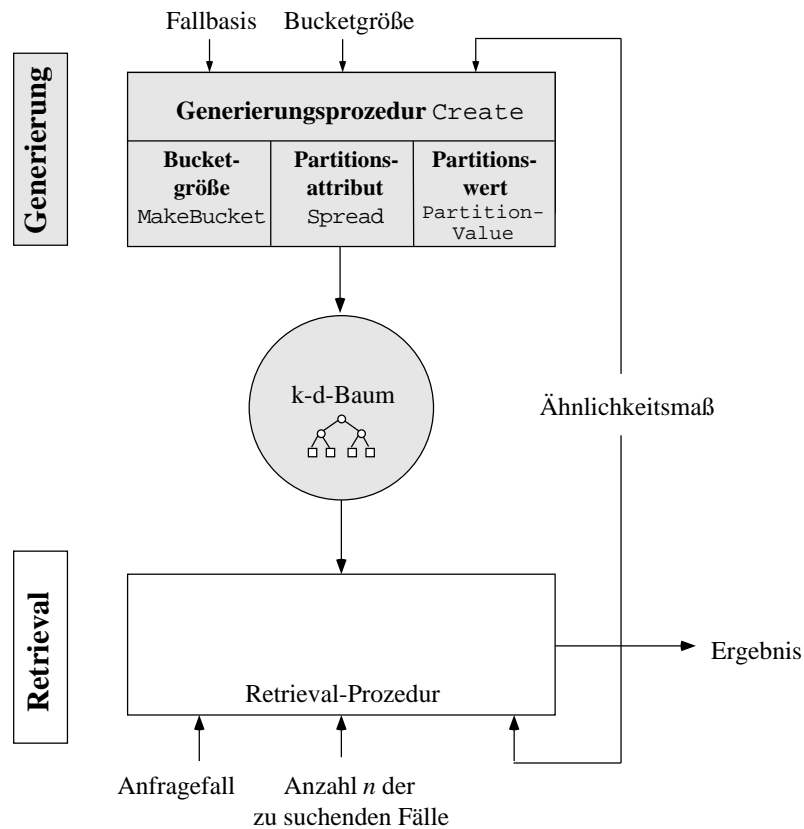 Fallbasis Bucketgröße
Generierung
Generierungsprozedur Create
Bucket-
größe
MakeBucket
Partitions-
attribut
Spread
Partitions-
wert
Partition-
Value
k-d-Baum
Ähnlichkeitsmaß
Retrieval
Retrieval-Prozedur
Ergebnis
Anfragefall
Anzahl n der
zu suchenden Fälle